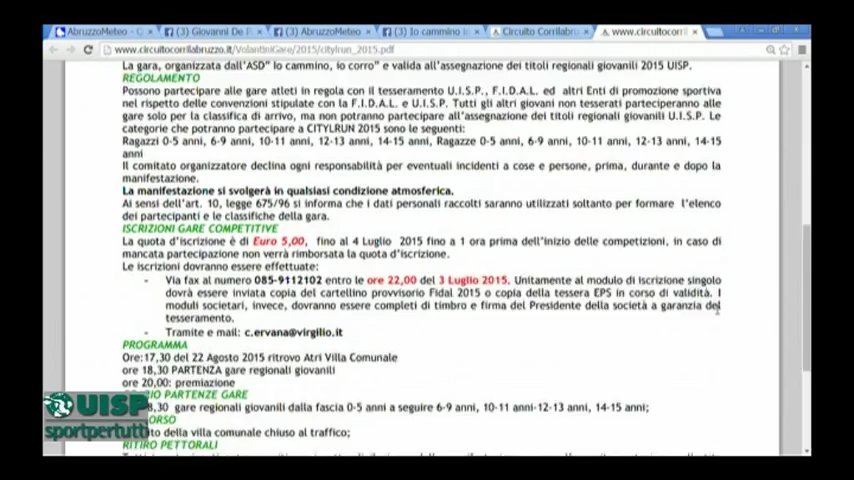 AbruzzoMeteo - C
(3) Giovanni De P
(3) AbruzzoMeteo
(3) Io cammino i
Circuito Corrilabru
www.circuitocorril
www.circuitocorrilabruzzo.it/VolantiniGare/2015/citylrun_2015.pdf
La gara, organizzata dall'ASD" Io cammino, io corro" e valida all'assegnazione dei titoli regionali giovanili 2015 UISP.
REGOLAMENTO
Possono partecipare alle gare atleti in regola con il tesseramento U.I.S.P., F.I.D.A.L. ed altri Enti di promozione sportiva
nel rispetto delle convenzioni stipulate con la F.I.D.A.L. e U.I.S.P. Tutti gli altri giovani non tesserati parteciperanno alle
gare solo per la classifica di arrivo, ma non potranno partecipare all'assegnazione dei titoli regionali giovanili U.I.S.P. Le
categorie che potranno partecipare a CITYLRUN 2015 sono le seguenti:
Ragazzi 0-5 anni, 6-9 anni, 10-11 anni, 12-13 anni, 14-15 anni, Ragazze 0-5 anni, 6-9 anni, 10-11 anni, 12-13 anni, 14-15
anni
Il comitato organizzatore declina ogni responsabilità per eventuali incidenti a cose e persone, prima, durante e dopo la
manifestazione.
La manifestazione si svolgerà in qualsiasi condizione atmosferica.
Ai sensi dell'art. 10, legge 675/96 si informa che i dati personali raccolti saranno utilizzati soltanto per formare l'elenco
dei partecipanti e le classifiche della gara.
ISCRIZIONI GARE COMPETITIVE
La quota d'iscrizione è di Euro 5,00, fino al 4 Luglio 2015 fino a 1 ora prima dell'inizio delle competizioni, in caso di
mancata partecipazione non verrà rimborsata la quota d'iscrizione.
Le iscrizioni dovranno essere effettuate:
- Via fax al numero 085-9112102 entro le ore 22,00 del 3 Luglio 2015. Unitamente al modulo di iscrizione singolo
dovrà essere inviata copia del cartellino provvisorio Fidal 2015 o copia della tessera EPS in corso di validità. I
moduli societari, invece, dovranno essere completi di timbro e firma del Presidente della società a garanzia del
tesseramento.
- Tramite e mail: c.ervana@virgilio.it
PROGRAMMA
Ore:17,30 del 22 Agosto 2015 ritrovo Atri Villa Comunale
ore 18,30 PARTENZA gare regionali giovanili
ore 20,00: premiazione
IO PARTENZE GARE
8,30 gare regionali giovanili dalla fascia 0-5 anni a seguire 6-9 anni, 10-11 anni-12-13 anni, 14-15 anni;
ORSO
to della villa comunale chiuso al traffico;
RITIRO PETTORALI
UISP
sportpertutti